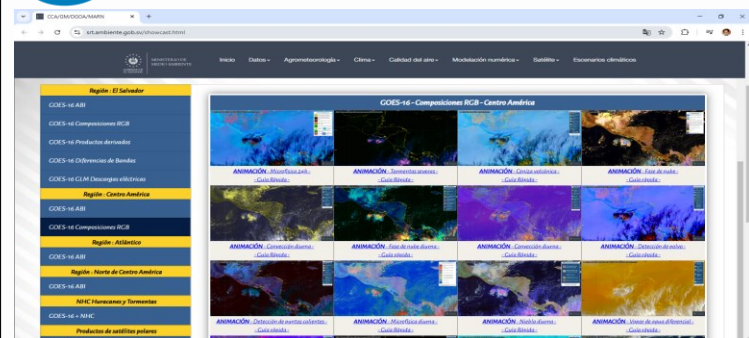 CCA/GM/DGOA/MARN
srt.ambiente.gob.sv/showcast.html
MINISTERIO DE
MEDIO AMBIENTE
Inicio
Datos
Agrometeorología
Clima
Calidad del aire
Modelación numérica
Satélite
Escenarios climáticos
Región : El Salvador
GOES-16 ABI
GOES-16 Composiciones RGB
GOES-16 Productos derivados
GOES-16 Diferencias de Bandas
GOES-16 GLM Descargas eléctricas
Región : Centro América
GOES-16 ABI
GOES-16 Composiciones RGB
Región : Atlántico
GOES-16 ABI
Región : Norte de Centro América
GOES-16 ABI
NHC Huracanes y Tormentas
GOES-16 + NHC
Productos de satélites polares
GOES-16 - Composiciones RGB - Centro América
ANIMACIÓN - Microfísica 24h -
- Guía Rápida -
ANIMACIÓN - Tormentas severas -
- Guía Rápida -
ANIMACIÓN - Ceniza volcánica -
- Guía Rápida -
ANIMACIÓN - Fase de nube -
- Guía Rápida -
ANIMACIÓN - Convección diurna -
- Guía Rápida -
ANIMACIÓN - Fase de nube diurna -
- Guía rápida -
ANIMACIÓN - Convección diurna -
- Guía rápida -
ANIMACIÓN - Detección de polvo -
- Guía rápida -
ANIMACIÓN - Detección de puntos calientes -
- Guía rápida -
ANIMACIÓN - Microfísica diurna -
- Guía rápida -
ANIMACIÓN - Niebla diurna -
- Guía rápida -
ANIMACIÓN - Vapor de agua diferencial -
- Guía rápida -